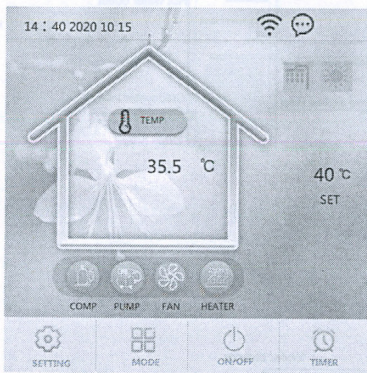 14：40 2020 10 15
TEMP
35.5 ℃
40 ℃
SET
COMP PUMP FAN HEATER
SETTING MODE ON/OFF TIMER